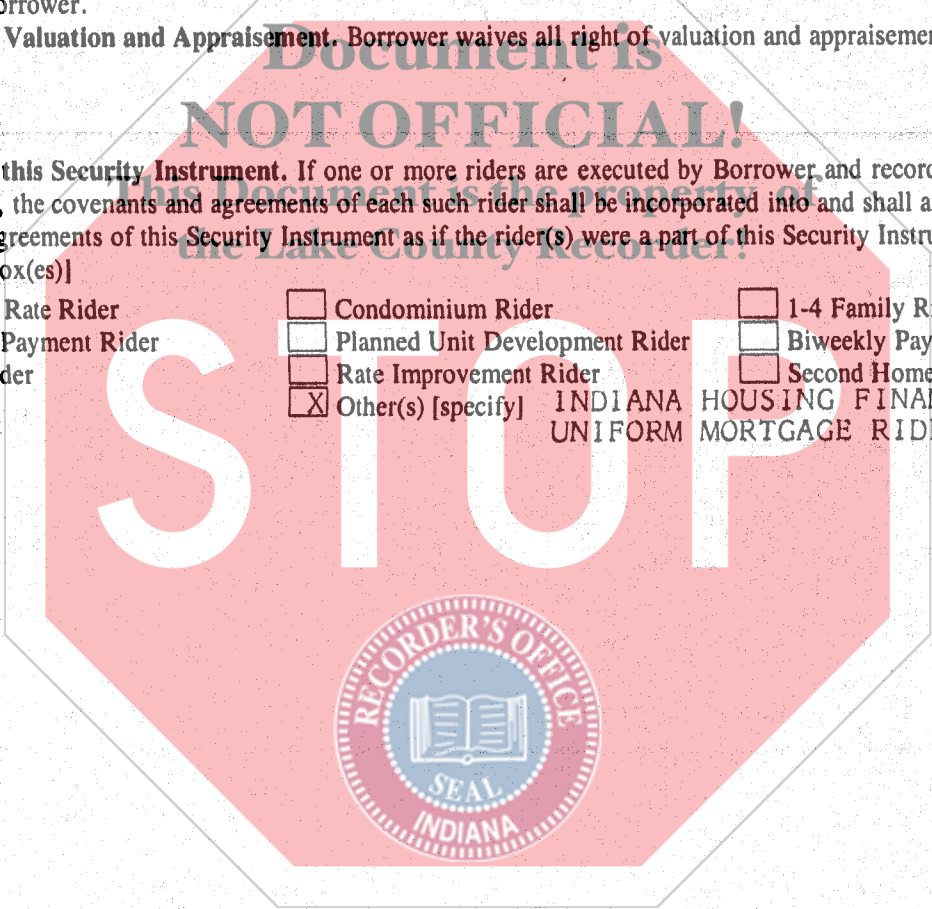 orrower.
Valuation and Appraisement. Borrower waives all right of valuation and appraisemen
Document is
NOT OFFICIAL!
this Security Instrument. If one or more riders are executed by Borrower and record
This Document is the property of
, the covenants and agreements of each such rider shall be incorporated into and shall a
greements of this Security Instrument as if the rider(s) were a part of this Security Instru
the Lake County Recorder!
ox(es)]
Rate Rider Condominium Rider 1-4 Family R
Payment Rider Planned Unit Development Rider Biweekly Pay
der Rate Improvement Rider Second Home
X Other(s) [specify] INDIANA HOUSING FINAN
UNIFORM MORTGAGE RID
STOP
RECORDER'S OFFICE
SEAL
INDIANA